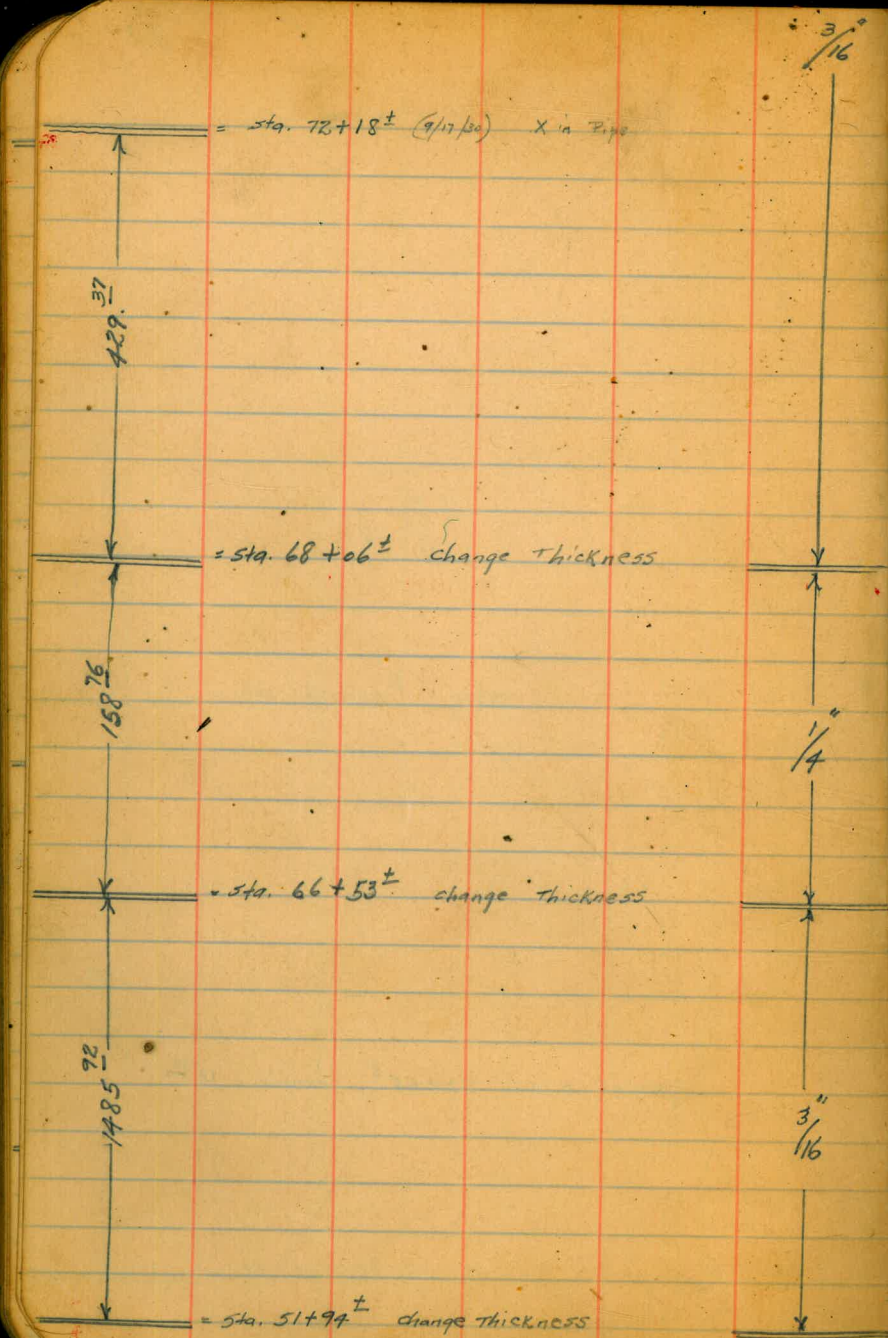 3/16"
= sta. 72+18± (9/17/30) X in Pipe
429.37
= sta. 68+06± change Thickness
158 76
1/4"
= sta. 66+53± change Thickness
1485 92
3/16"
= sta. 51+94± change Thickness